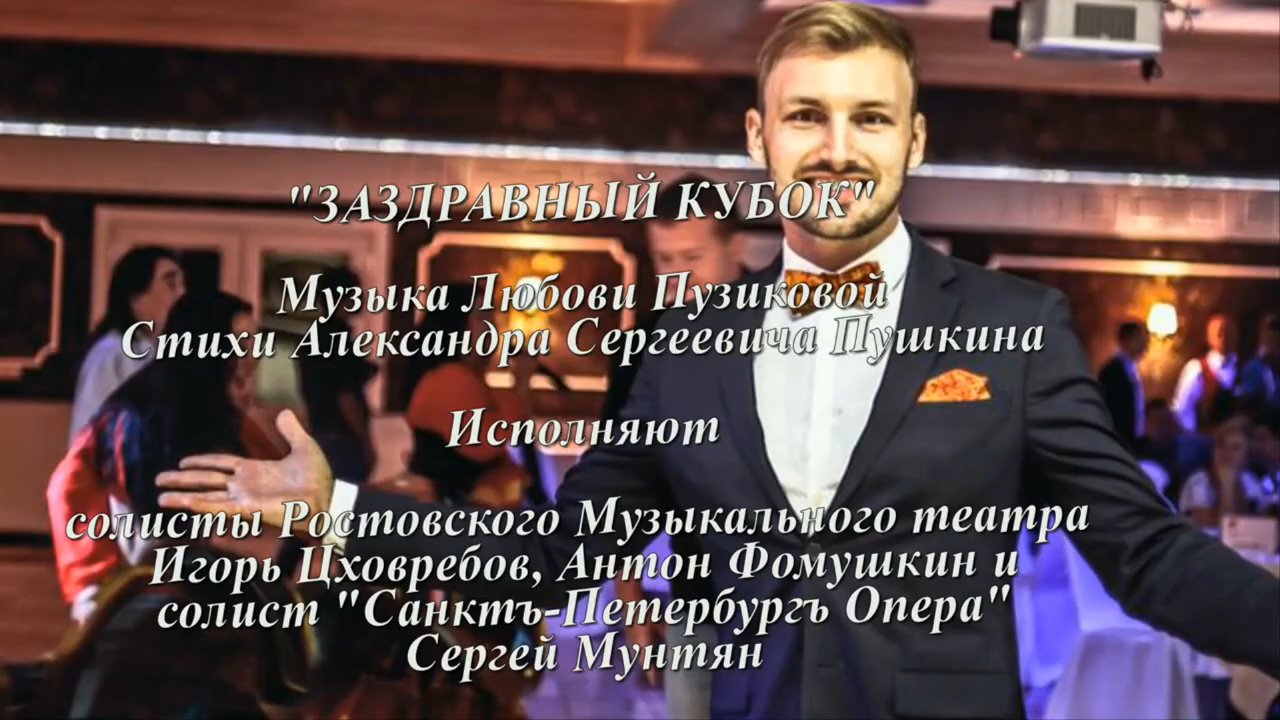 "ЗАЗДРАВНЫЙ КУБОК"
Музыка Любови Пузиковой
Стихи Александра Сергеевича Пушкина
Исполняют
солисты Ростовского Музыкального театра
Игорь Цховребов, Антон Фомушкин и
солист "Санктъ-Петербургъ Опера"
Сергей Мунтян